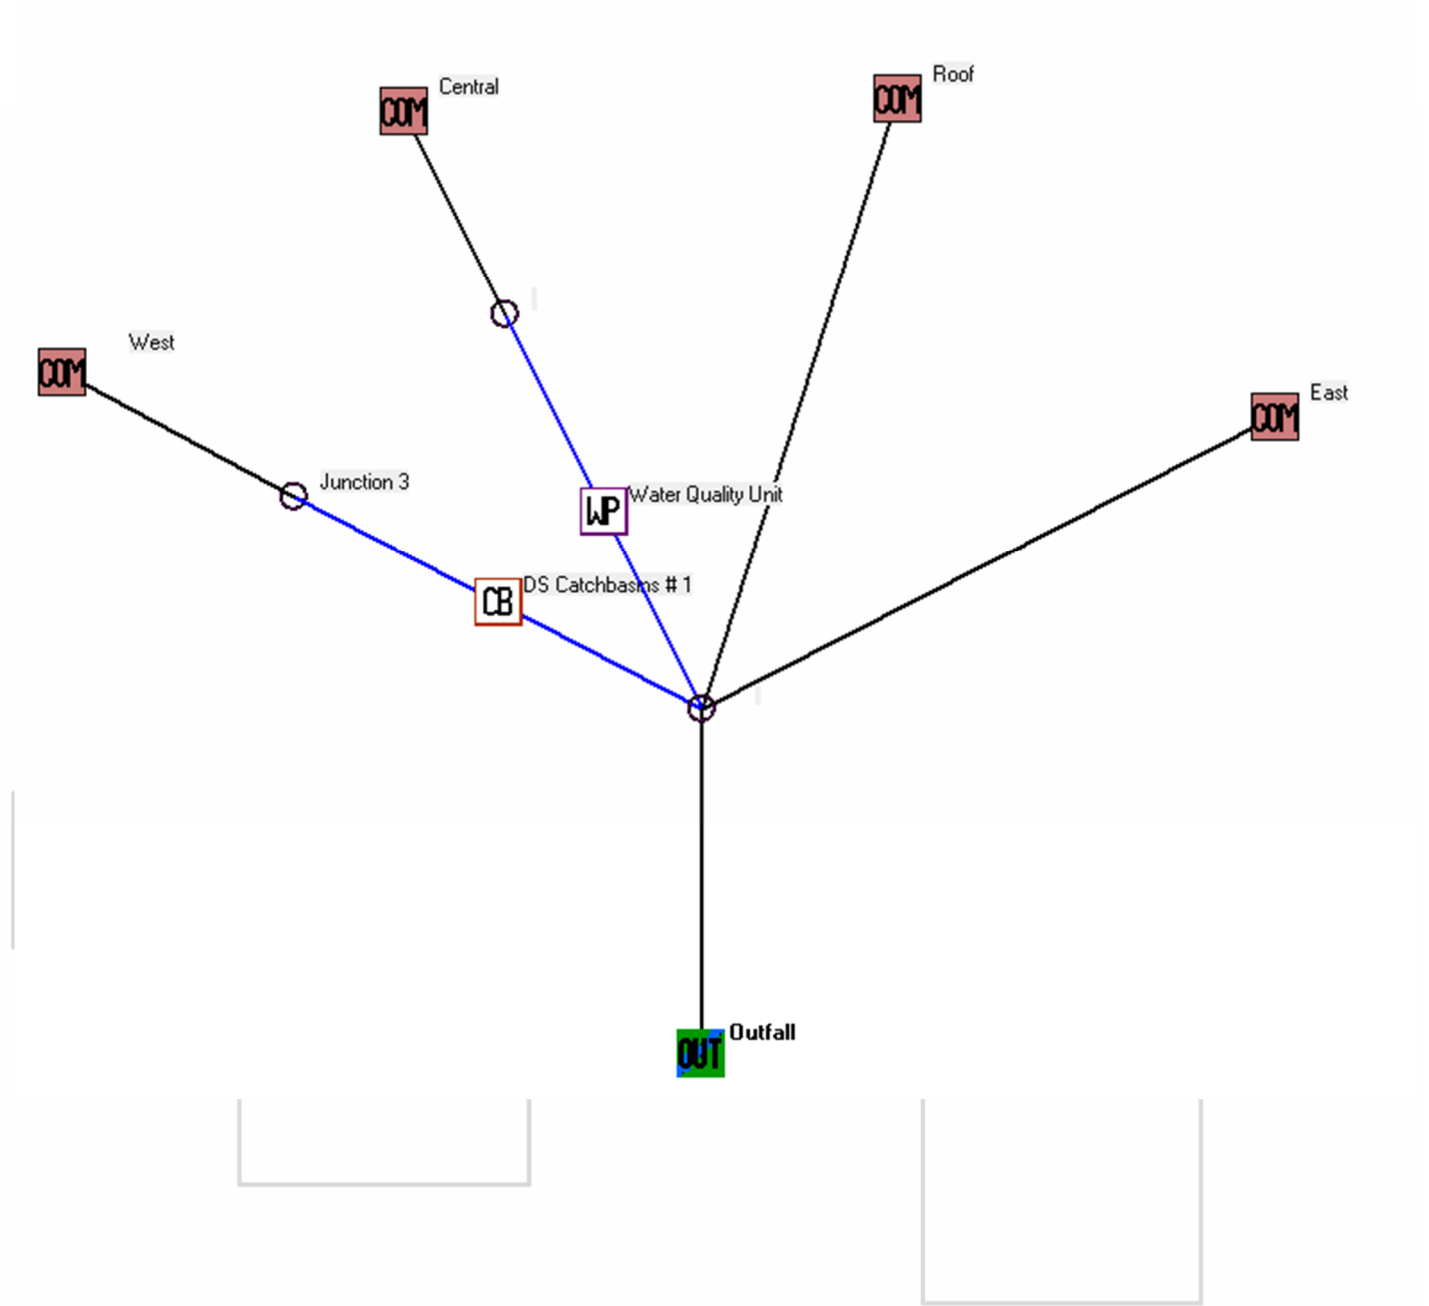 Roof
COM
Central
COM
West
COM
East
COM
Junction 3
Water Quality Unit
WP
DS Catchbasins # 1
CB
Outfall
OUT